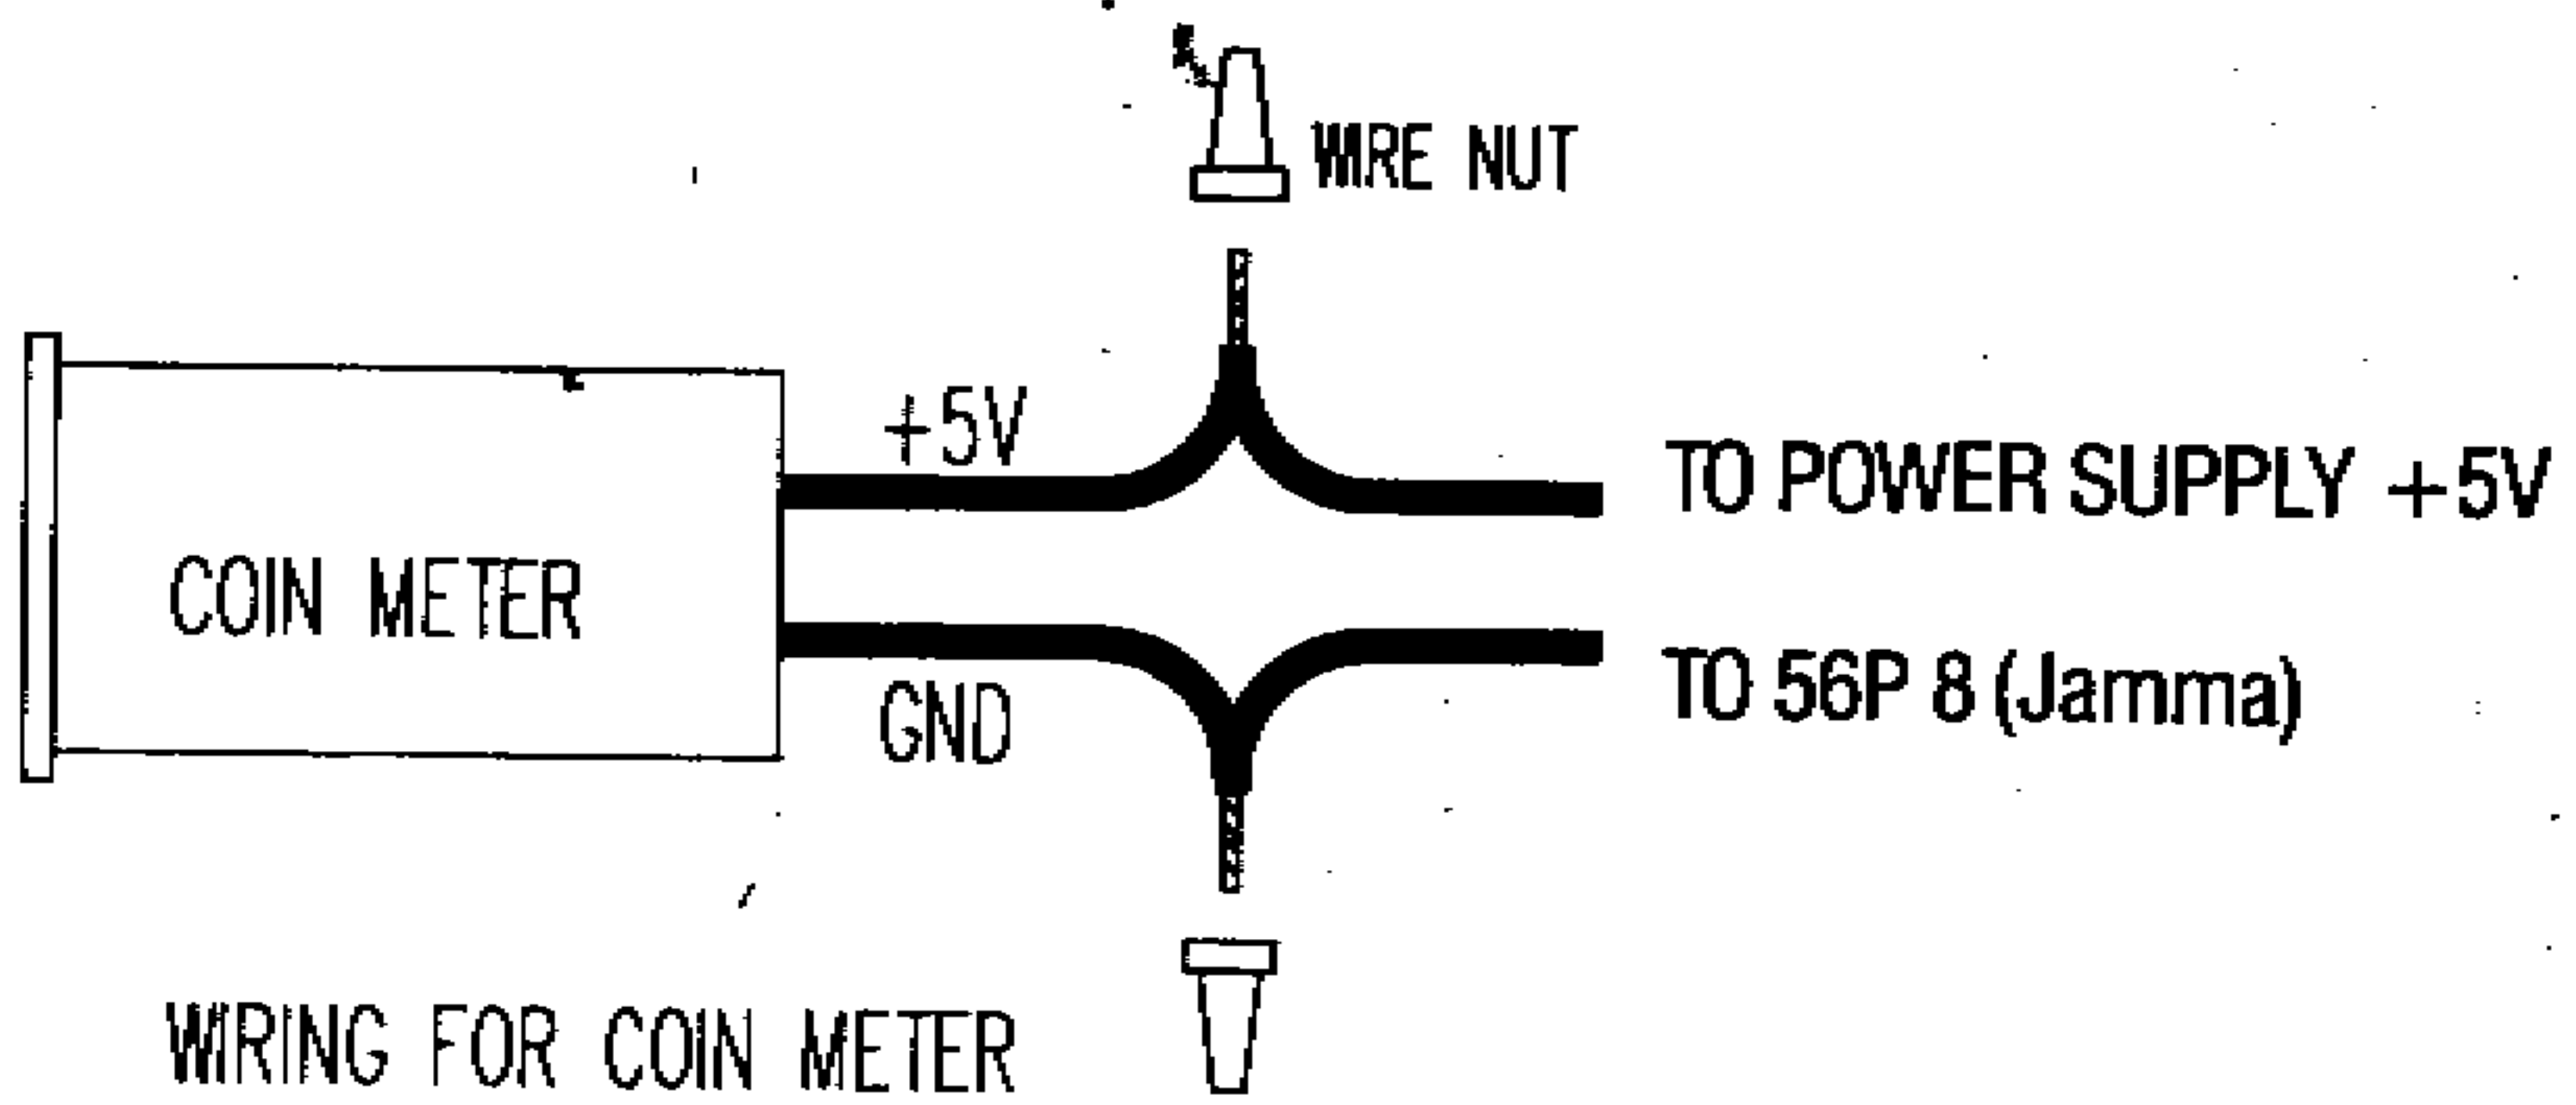 WIRE NUT
+5V
TO POWER SUPPLY +5V
COIN METER
GND
TO 56P 8 (Jamma)
WIRING FOR COIN METER